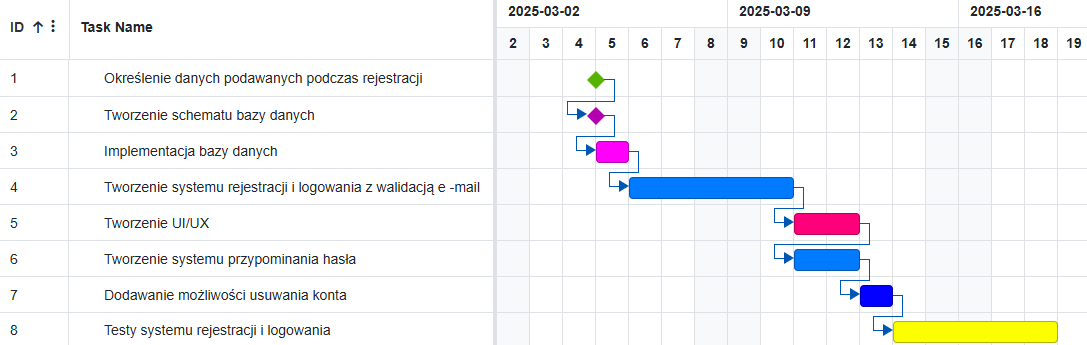 ID Task Name 2025-03-02 2025-03-09 2025-03-16
2 3 4 5 6 7 8 9 10 11 12 13 14 15 16 17 18 19
1 Określenie danych podawanych podczas rejestracji
2 Tworzenie schematu bazy danych
3 Implementacja bazy danych
4 Tworzenie systemu rejestracji i logowania z walidacją e -mail
5 Tworzenie UI/UX
6 Tworzenie systemu przypominania hasła
7 Dodawanie możliwości usuwania konta
8 Testy systemu rejestracji i logowania